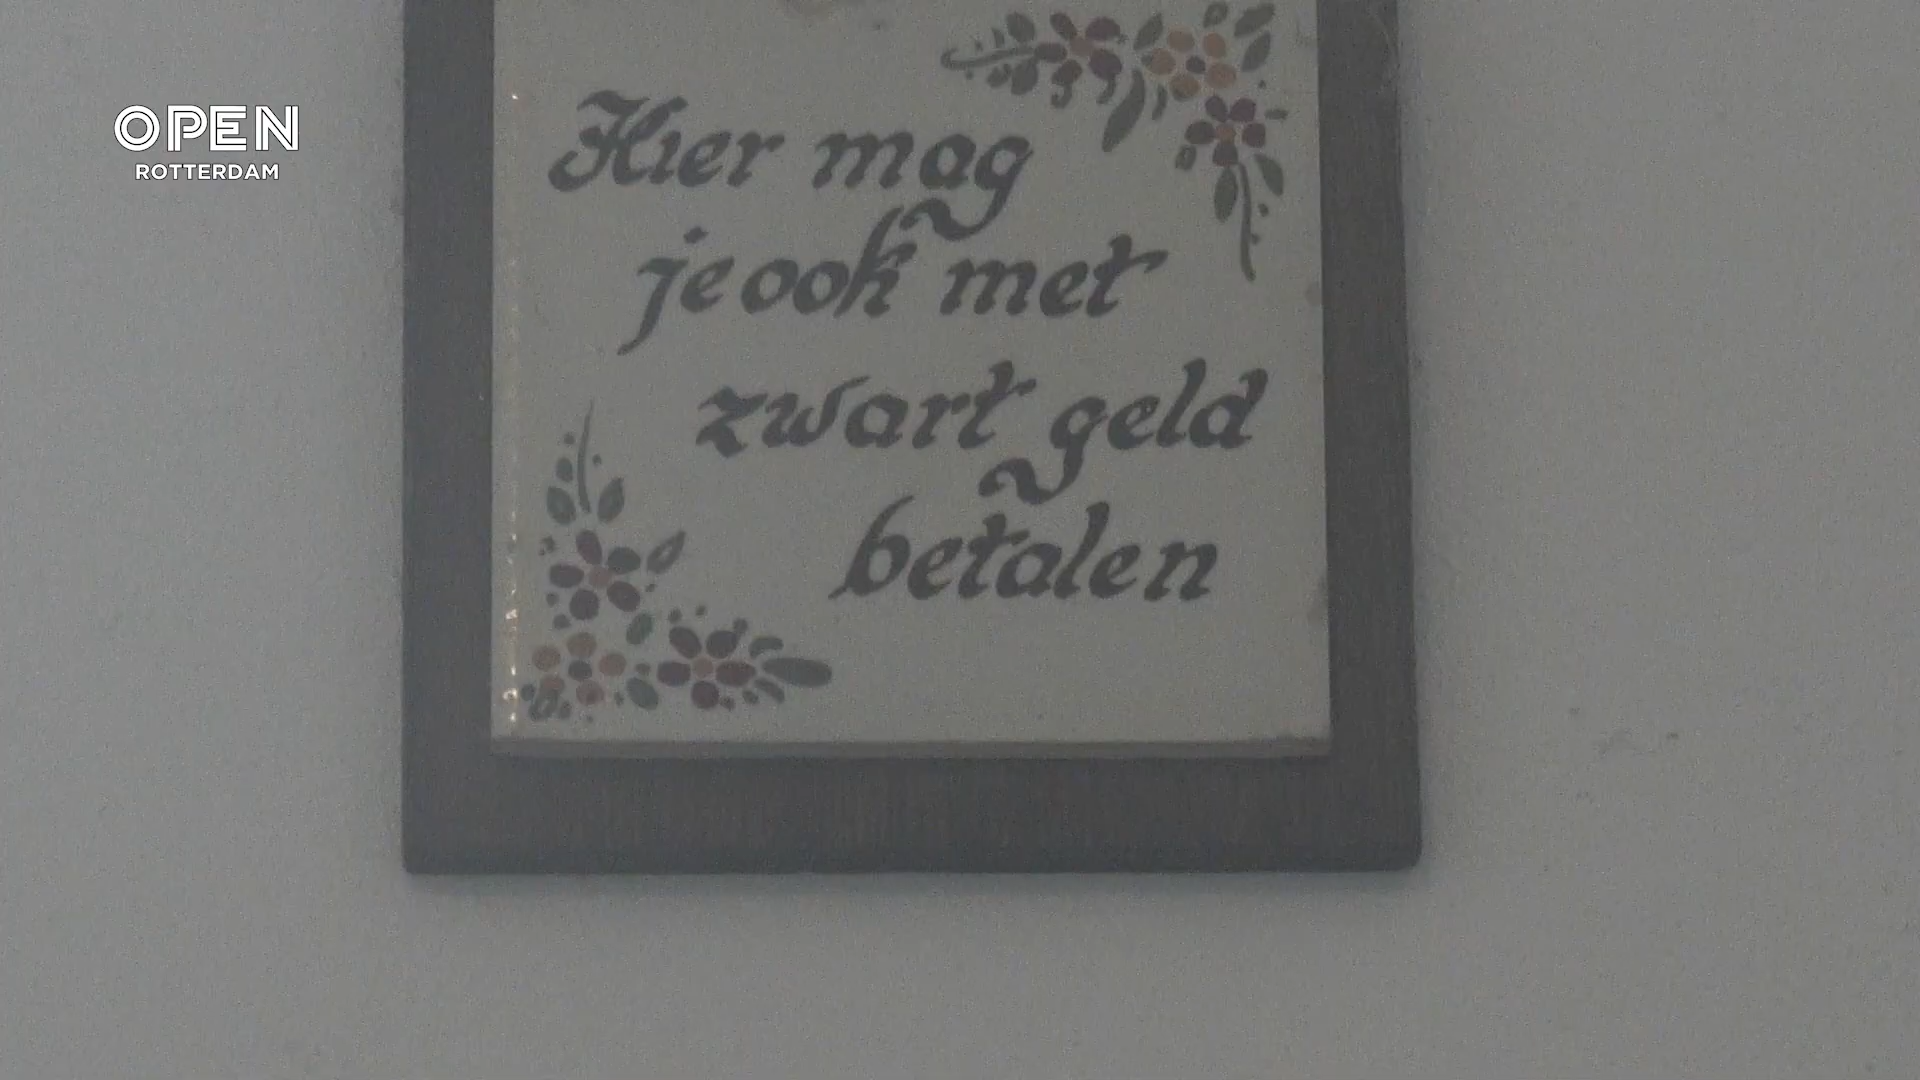 OPEN
ROTTERDAM
Hier mag
je ook met
zwart geld
betalen